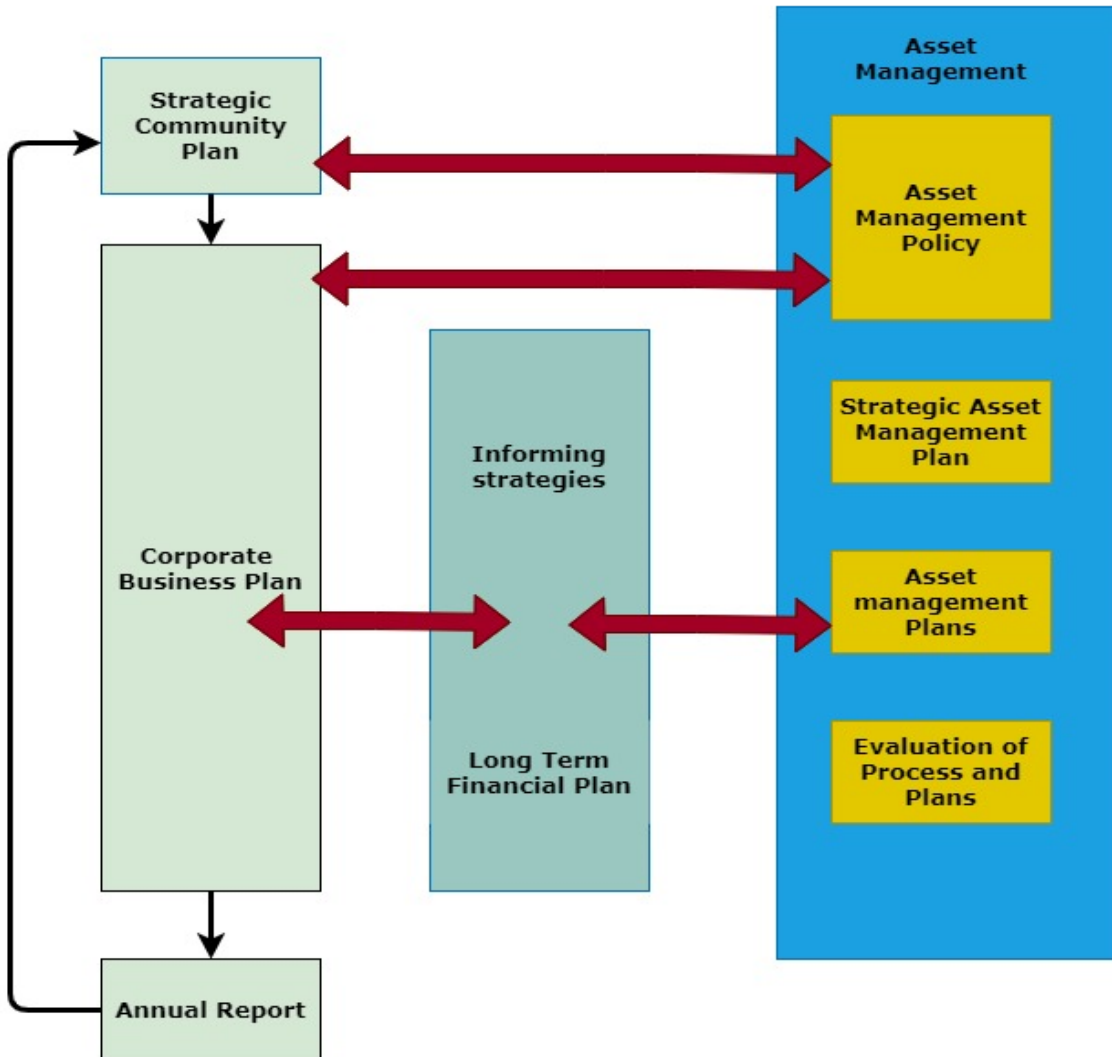 Strategic
Community
Plan
Corporate
Business Plan
Annual Report
Informing
strategies
Long Term
Financial Plan
Asset
Management
Asset
Management
Policy
Strategic Asset
Management
Plan
Asset
management
Plans
Evaluation of
Process and
Plans